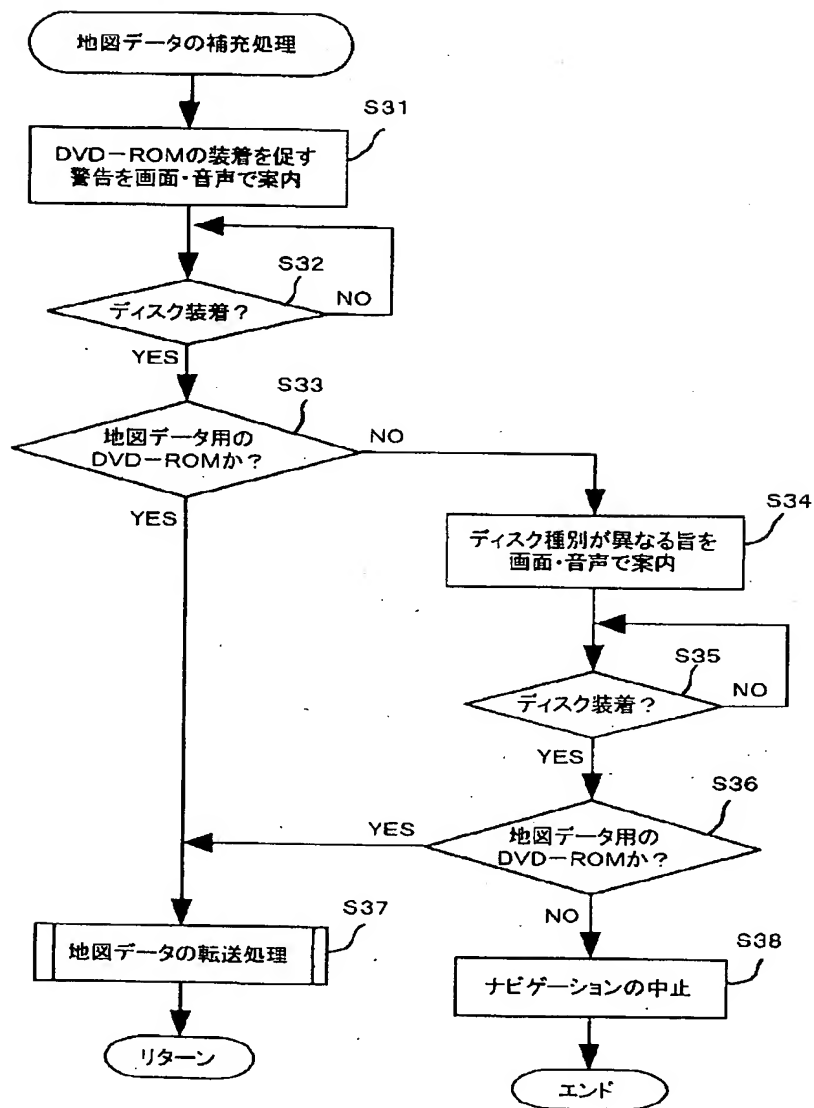 地図データの補充処理
S31
DVD－ROMの装着を促す
警告を画面・音声で案内
S32
ディスク装着？
NO
YES
S33
地図データ用の
DVD－ROMか？
NO
YES
S34
ディスク種別が異なる旨を
画面・音声で案内
S35
ディスク装着？
NO
YES
S36
地図データ用の
DVD－ROMか？
YES
NO
S37
地図データの転送処理
S38
ナビゲーションの中止
リターン
エンド